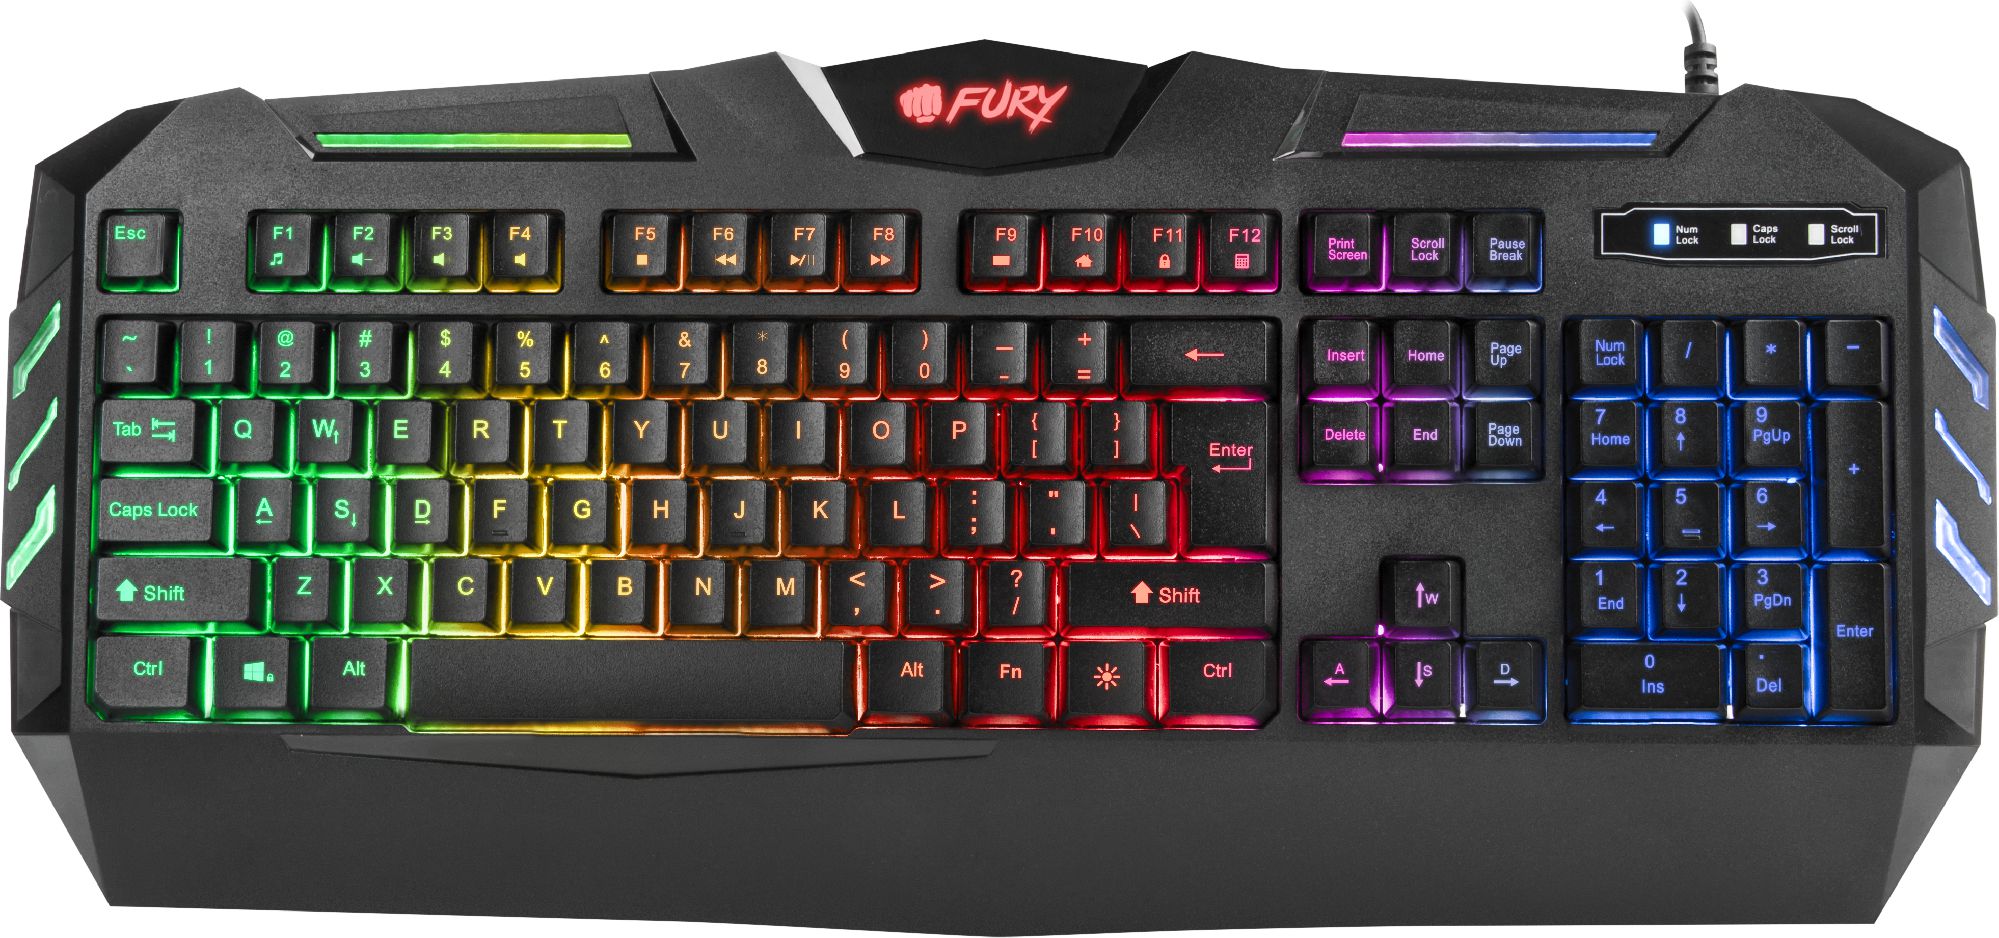 FURY
Esc F1 F2 F3 F4 F5 F6 F7 F8 F9 F10 F11 F12
Print Screen
Scroll Lock
Pause Break
Num Lock
Caps Lock
Scroll Lock
~ ! @ # $ % ^ & * ( ) _ +
` 1 2 3 4 5 6 7 8 9 0 - =
Insert Home Page Up
Num Lock / * -
Tab Q W E R T Y U I O P { [ } ]
Enter
Delete End Page Down
7 Home 8 9 PgUp +
Caps Lock A S D F G H J K L : ; " ' | \
4 5 6
Shift Z X C V B N M < , > . ? / Shift
W
1 End 2 3 PgDn Enter
Ctrl Alt Alt Fn Ctrl
A S D
0 Ins . Del